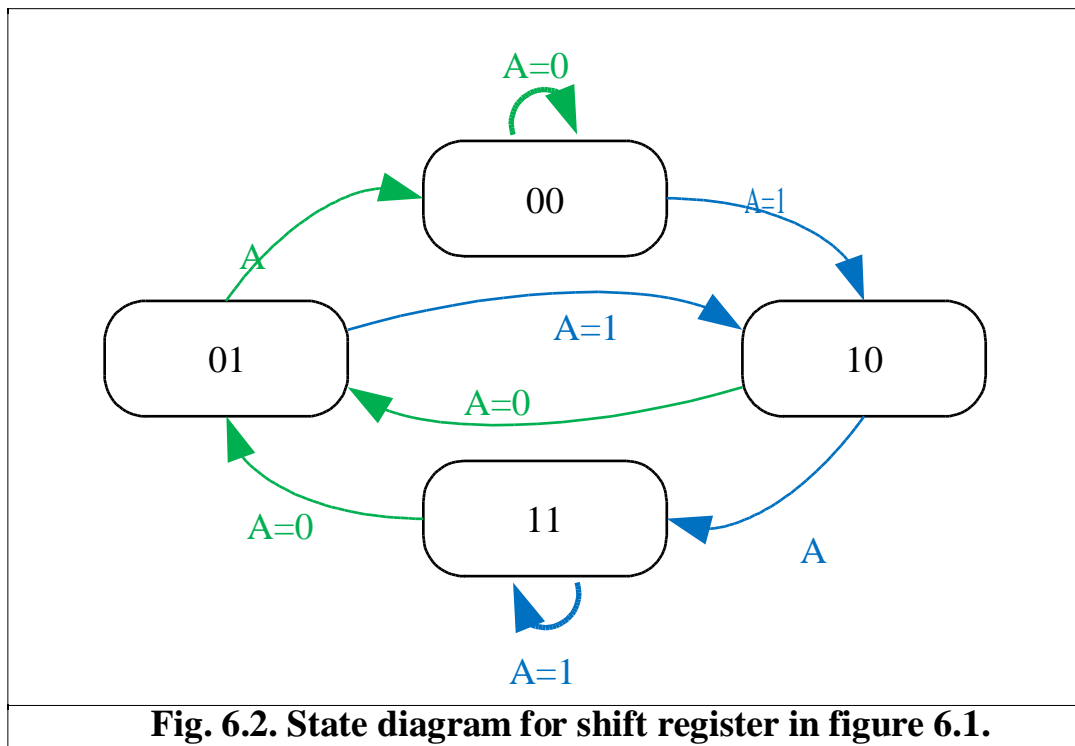 A=0
00
A=1
A
A=1
01
10
A=0
11
A=0
A
A=1
Fig. 6.2. State diagram for shift register in figure 6.1.